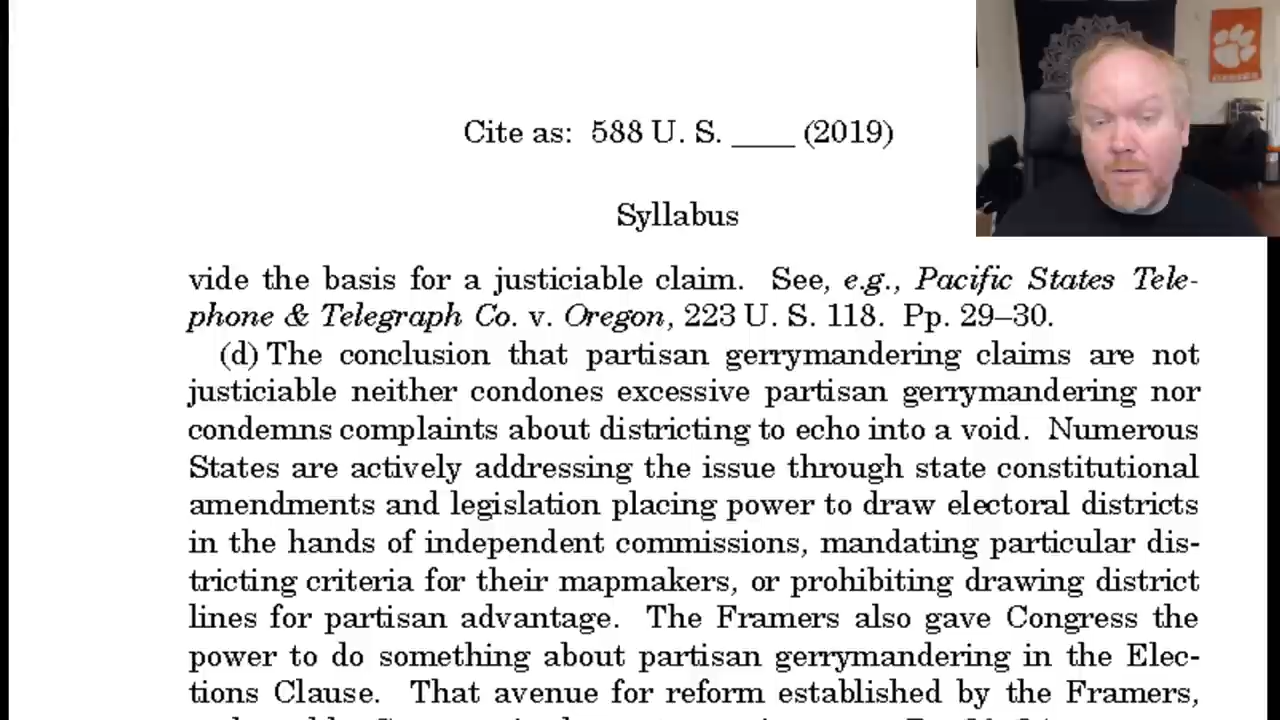 Cite as: 588 U. S. ____ (2019)
Syllabus
vide the basis for a justiciable claim. See, e.g., Pacific States Tele-
phone & Telegraph Co. v. Oregon, 223 U. S. 118. Pp. 29–30.
(d) The conclusion that partisan gerrymandering claims are not
justiciable neither condones excessive partisan gerrymandering nor
condemns complaints about districting to echo into a void. Numerous
States are actively addressing the issue through state constitutional
amendments and legislation placing power to draw electoral districts
in the hands of independent commissions, mandating particular dis-
tricting criteria for their mapmakers, or prohibiting drawing district
lines for partisan advantage. The Framers also gave Congress the
power to do something about partisan gerrymandering in the Elec-
tions Clause. That avenue for reform established by the Framers,